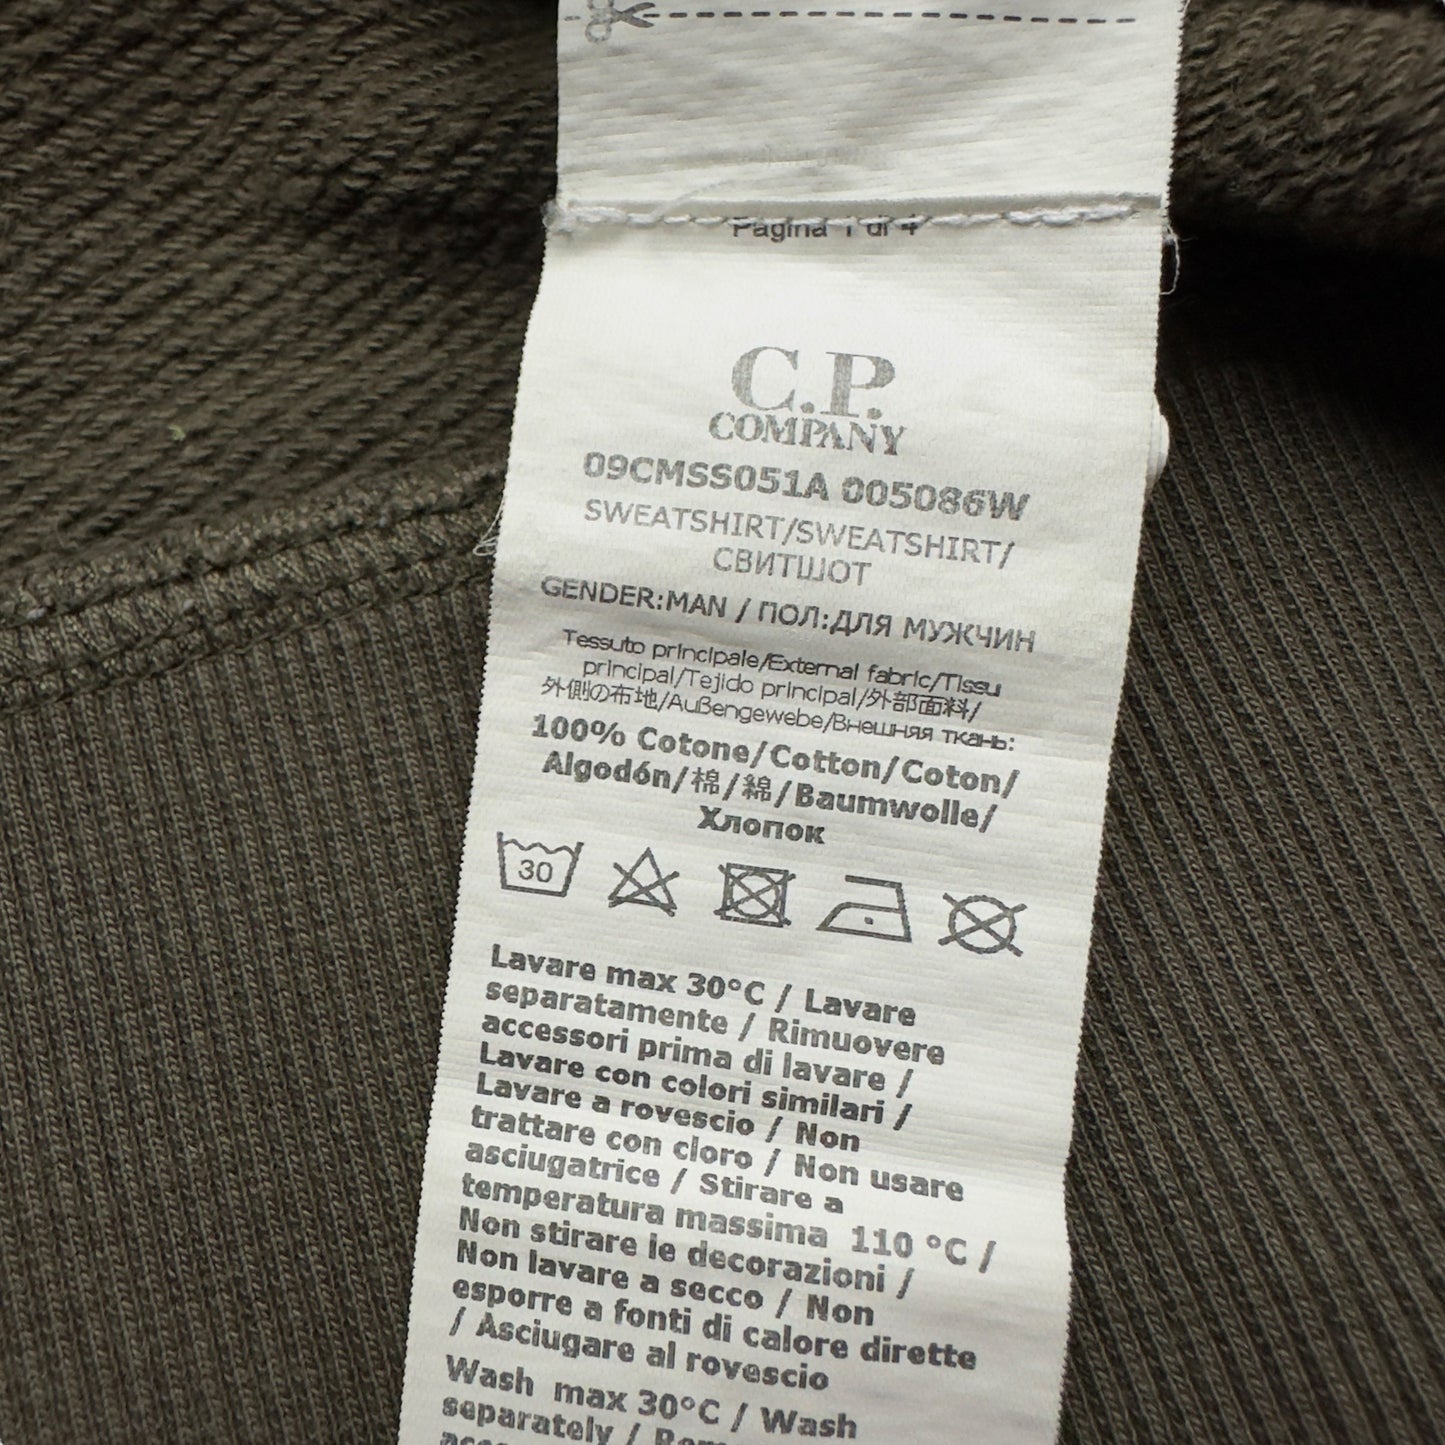 Pagina 1 di 4
C.P.
COMPANY
09CMSS051A 005086W
SWEATSHIRT/SWEATSHIRT/
СВИТШОТ
GENDER:MAN / ПОЛ:ДЛЯ МУЖЧИН
Tessuto principale/External fabric/Tissu
principal/Tejido principal/外部面料/
外側の布地/Außengewebe/Внешняя ткань:
100% Cotone/Cotton/Coton/
Algodón/棉/綿/Baumwolle/
Хлопок
30
Lavare max 30°C / Lavare
separatamente / Rimuovere
accessori prima di lavare /
Lavare con colori similari /
Lavare a rovescio / Non
trattare con cloro / Non usare
asciugatrice / Stirare a
temperatura massima 110 °C /
Non stirare le decorazioni /
Non lavare a secco / Non
esporre a fonti di calore dirette
/ Asciugare al rovescio
Wash max 30°C / Wash
separately /